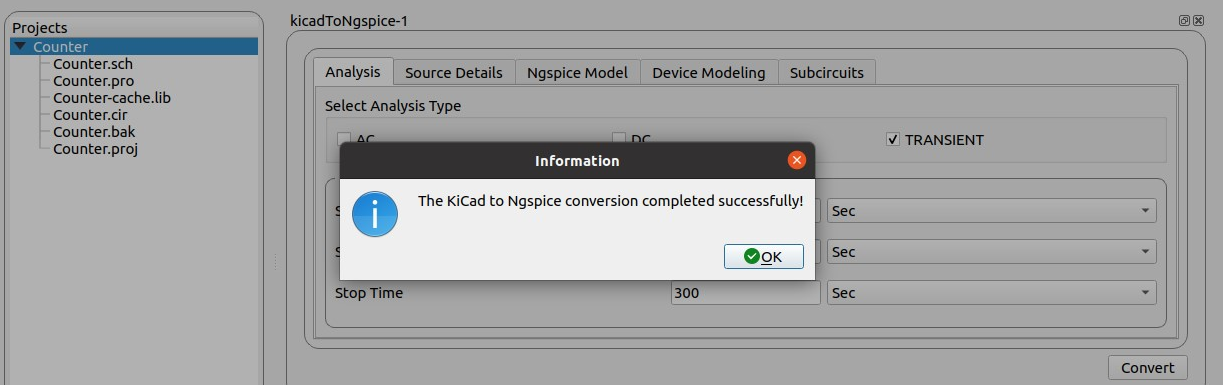 Projects
Counter
Counter.sch
Counter.pro
Counter-cache.lib
Counter.cir
Counter.bak
Counter.proj
kicadToNgspice-1
Analysis Source Details Ngspice Model Device Modeling Subcircuits
Select Analysis Type
AC DC TRANSIENT
Information
The KiCad to Ngspice conversion completed successfully!
OK
Sec
Sec
Stop Time 300 Sec
Convert